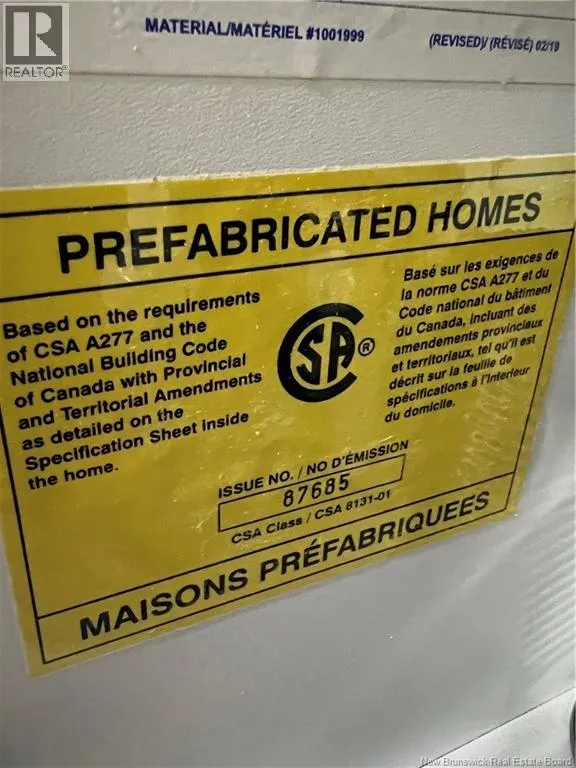 MATERIAL/MATÉRIEL #1001999
(REVISED)/ (RÉVISÉ) 02/19
R
REALTOR®
PREFABRICATED HOMES
Based on the requirements
of CSA A277 and the
National Building Code
of Canada with Provincial
and Territorial Amendments
as detailed on the
Specification Sheet inside
the home.
CSA®
Basé sur les exigences de
la norme CSA A277 et du
Code national du bâtiment
du Canada, incluant des
amendements provinciaux
et territoriaux, tel qu'il est
décrit sur la feuille de
spécifications à l'interieur
du domicile.
ISSUE NO. / NO D'ÉMISSION
87685
CSA Class / CSA 8131-01
MAISONS PRÉFABRIQUEES
New Brunswick Real Estate Board